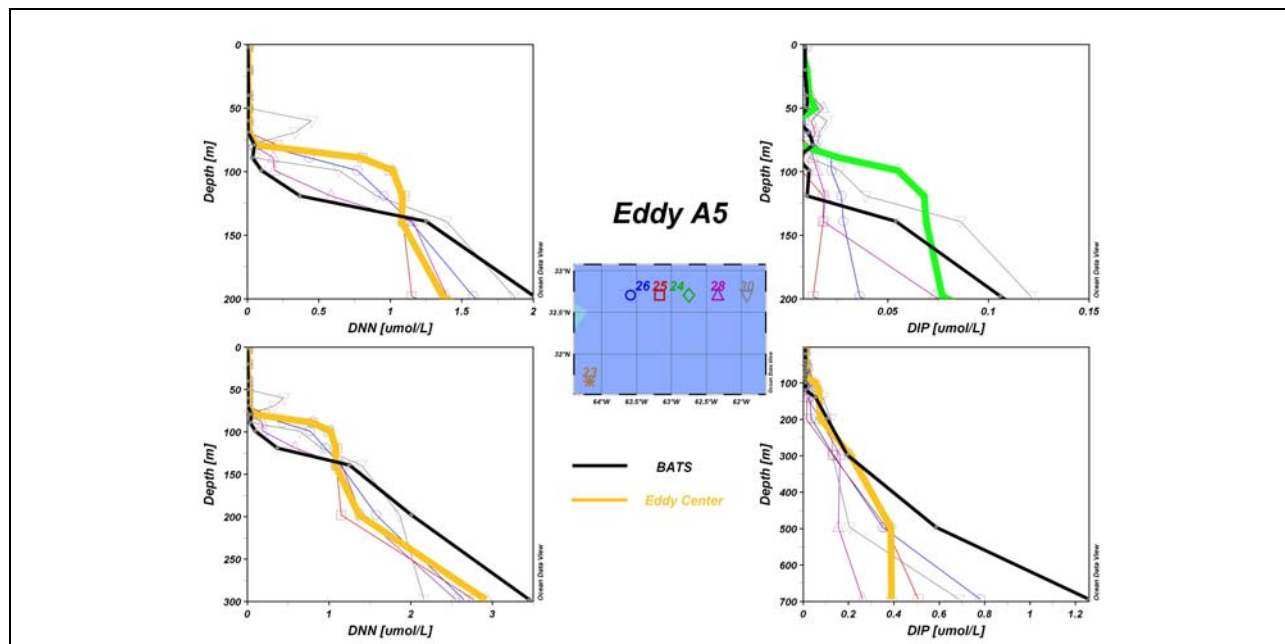 0
50
100
150
200
Depth [m]
0
0.5
1
1.5
2
DNN [umol/L]
Ocean Data View
0
50
100
150
200
Depth [m]
0.05
0.1
0.15
DIP [umol/L]
Ocean Data View
Eddy A5
33°N
32.5°N
32°N
26 25 24 28 30
23
64°W 63.5°W 63°W 62.5°W 62°W
Ocean Data View
BATS
Eddy Center
0
50
100
150
200
250
300
Depth [m]
0
1
2
3
DNN [umol/L]
Ocean Data View
100
200
300
400
500
600
700
Depth [m]
0
0.2
0.4
0.6
0.8
1
1.2
DIP [umol/L]
Ocean Data View